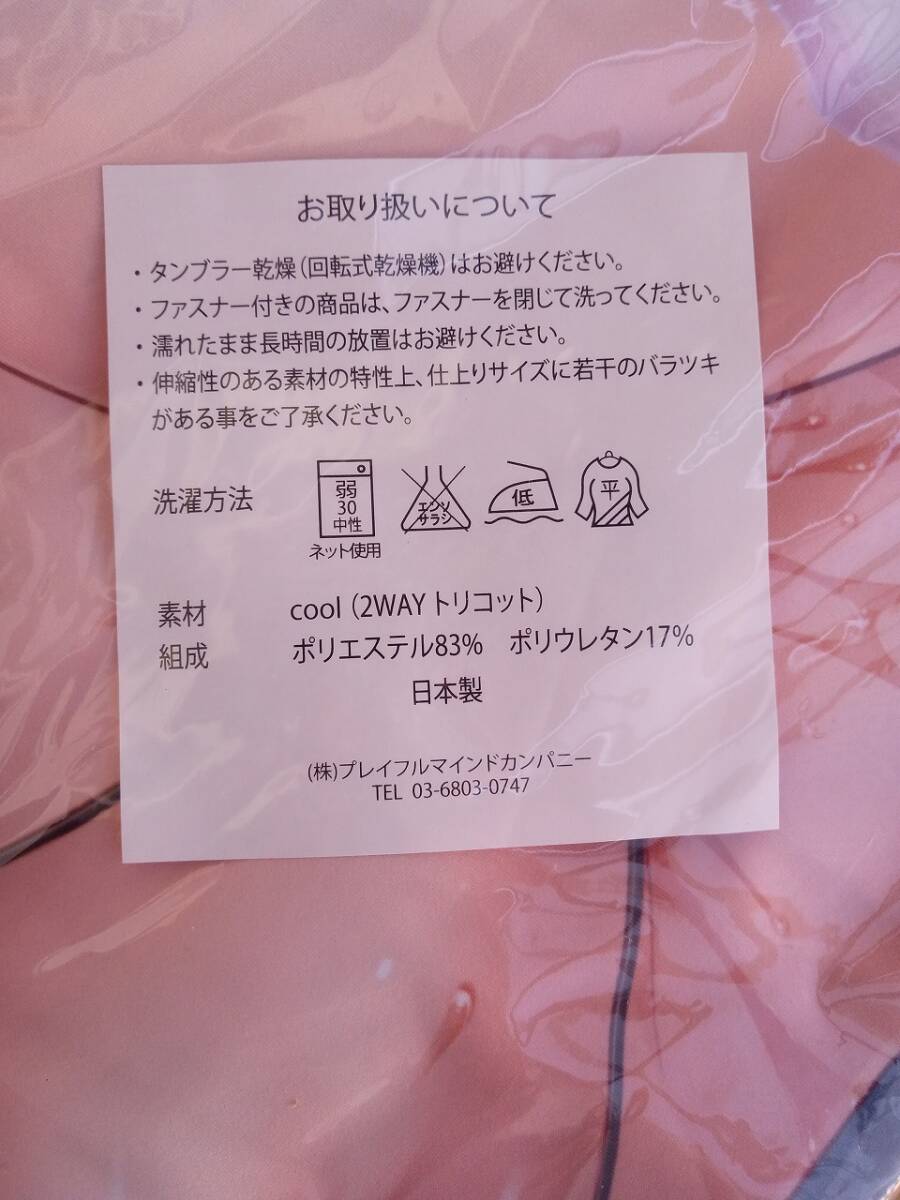 お取り扱いについて
・タンブラー乾燥（回転式乾燥機）はお避けください。
・ファスナー付きの商品は、ファスナーを閉じて洗ってください。
・濡れたまま長時間の放置はお避けください。
・伸縮性のある素材の特性上、仕上りサイズに若干のバラツキ
がある事をご了承ください。
洗濯方法
弱
30
中性
ネット使用
エンソ
サラシ
低
平
素材 cool（2WAYトリコット）
組成 ポリエステル83% ポリウレタン17%
日本製
(株)プレイフルマインドカンパニー
TEL 03-6803-0747